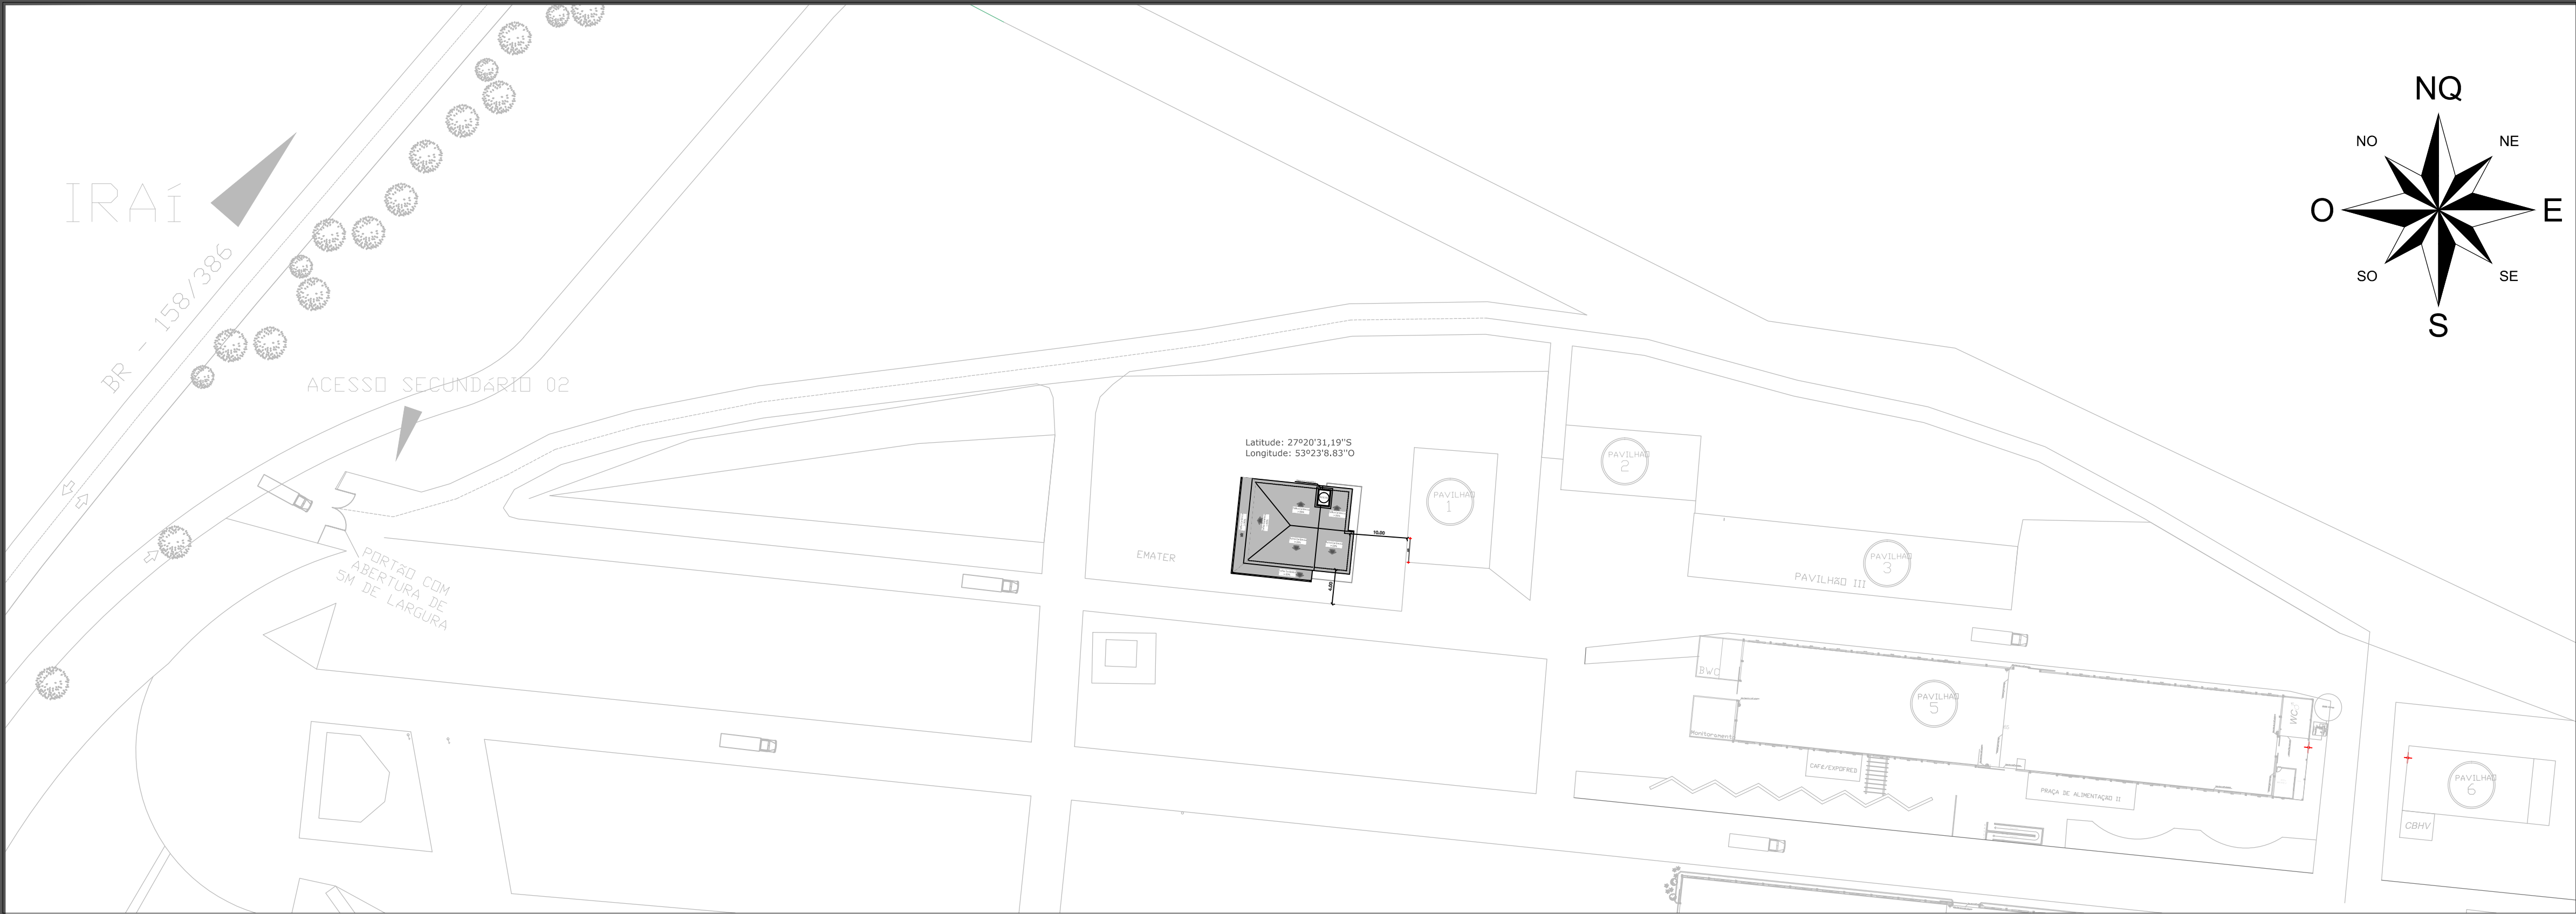 NQ
NO
NE
IRAí
O
E
BR - 158/386
SO
SE
S
ACESSO SECUNDáRIO 02
Latitude: 27º20'31,19''S
Longitude: 53º23'8.83''O
PAVILHãO
2
PAVILHãO
1
10.00
EMATER
PAVILHãO
3
PAVILHãO III
PORTãO COM
ABERTURA DE
5M DE LARGURA
BWC
PAVILHãO
5
WC
Monitoramento
CAFé/EXPOFRED
PRAÇA DE ALIMENTAÇÃO II
PAVILHãO
6
CBHV